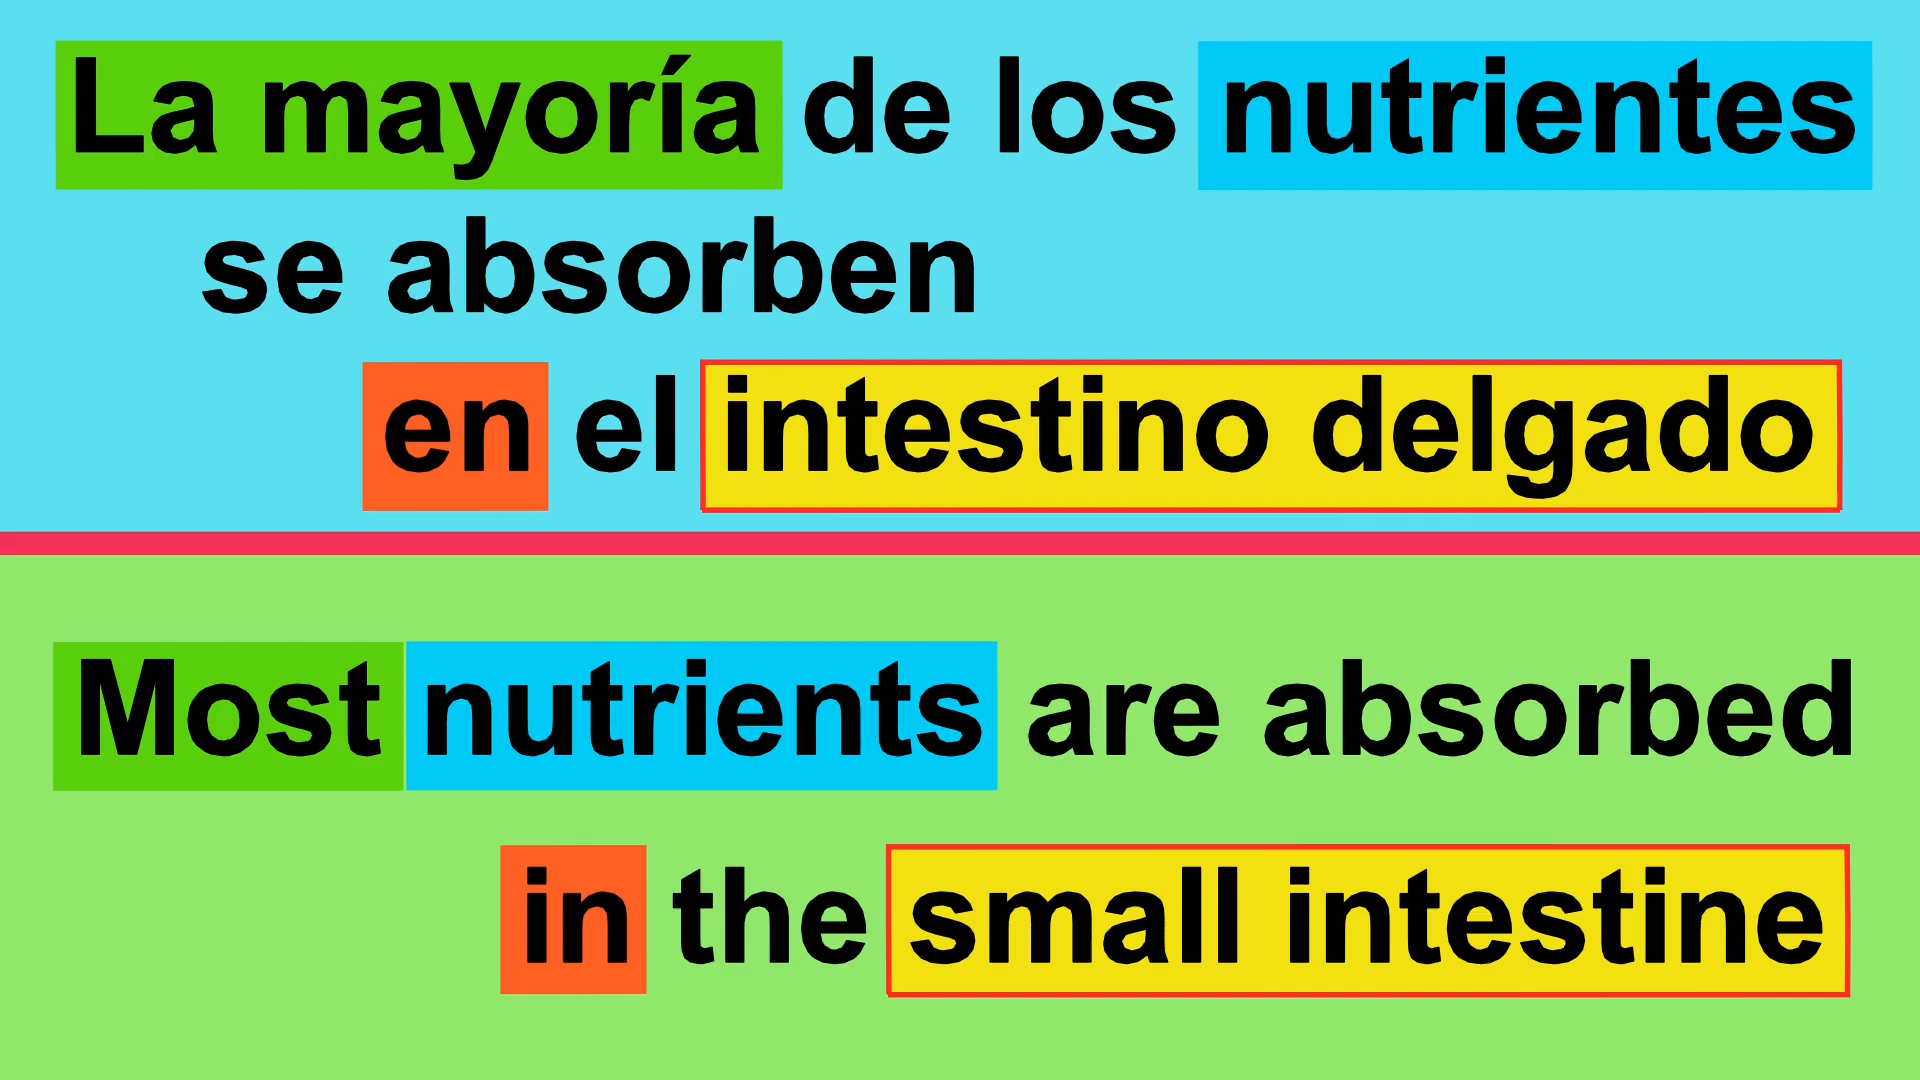 La mayoría de los nutrientes
se absorben
en el intestino delgado
Most nutrients are absorbed
in the small intestine